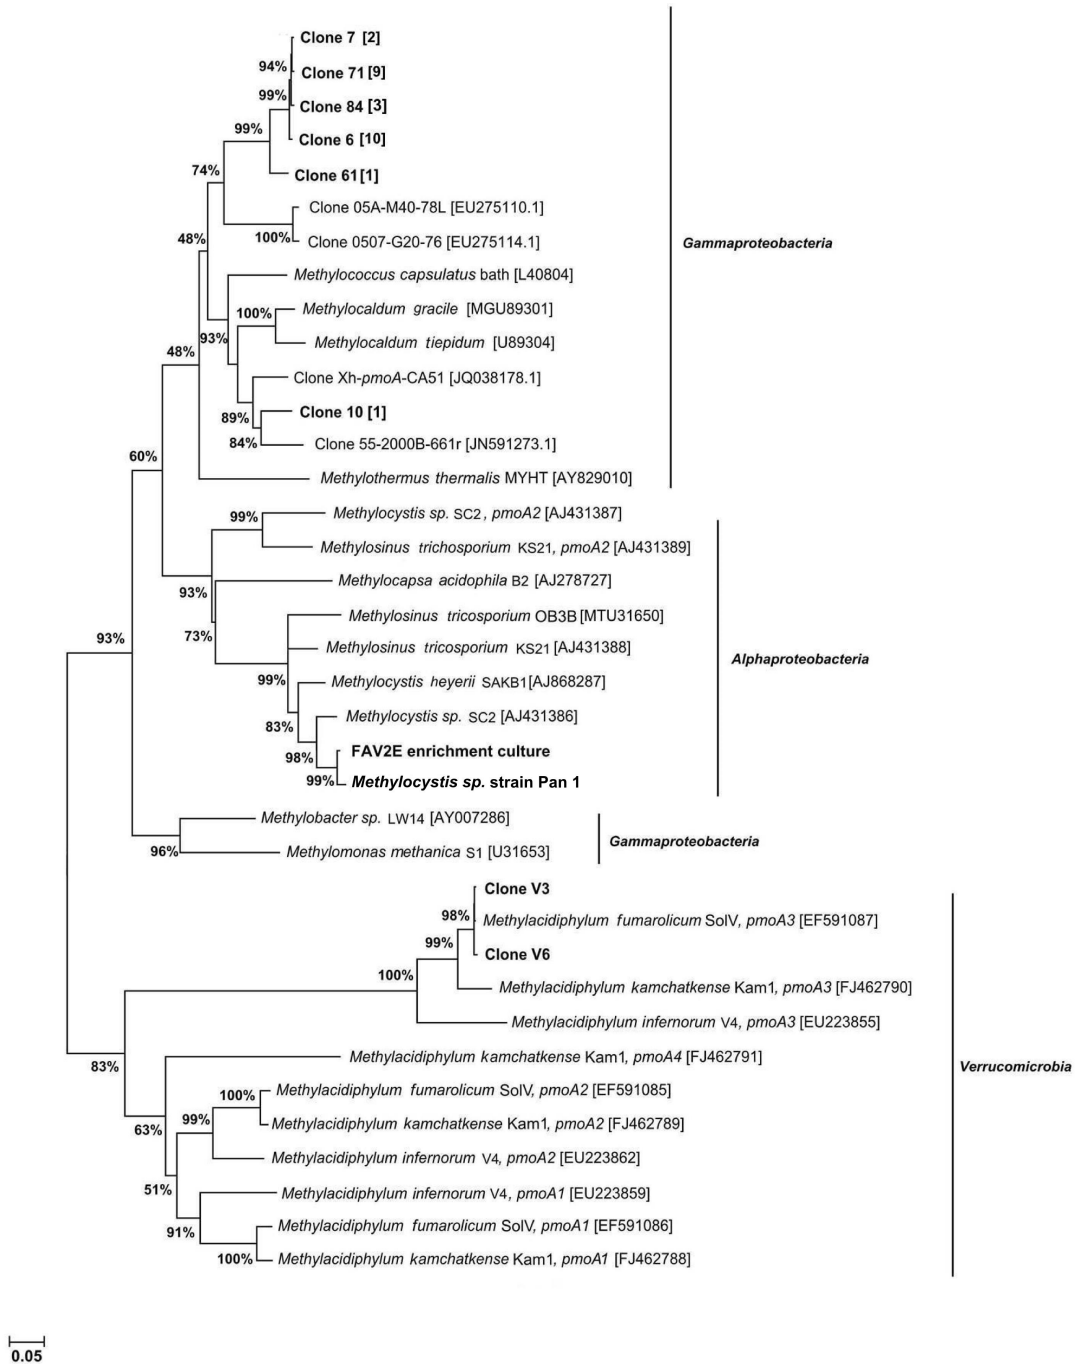 Clone 7 [2]
94%
Clone 71 [9]
99%
Clone 84 [3]
99%
Clone 6 [10]
74%
Clone 61 [1]
Clone 05A-M40-78L [EU275110.1]
100%
Clone 0507-G20-76 [EU275114.1]
48%
Gammaproteobacteria
Methylococcus capsulatus bath [L40804]
100%
Methylocaldum gracile [MGU89301]
93%
Methylocaldum tiepidum [U89304]
48%
Clone Xh-pmoA-CA51 [JQ038178.1]
89%
Clone 10 [1]
84%
Clone 55-2000B-661r [JN591273.1]
60%
Methylothermus thermalis MYHT [AY829010]
99%
Methylocystis sp. SC2, pmoA2 [AJ431387]
Methylosinus trichosporium KS21, pmoA2 [AJ431389]
93%
Methylocapsa acidophila B2 [AJ278727]
73%
Methylosinus tricosporium OB3B [MTU31650]
93%
Methylosinus tricosporium KS21 [AJ431388]
Alphaproteobacteria
99%
Methylocystis heyerii SAKB1 [AJ868287]
83%
Methylocystis sp. SC2 [AJ431386]
98%
FAV2E enrichment culture
99%
Methylocystis sp. strain Pan 1
Methylobacter sp. LW14 [AY007286]
96%
Methylomonas methanica S1 [U31653]
Gammaproteobacteria
Clone V3
98%
Methylacidiphylum fumarolicum SolV, pmoA3 [EF591087]
99%
Clone V6
100%
Methylacidiphylum kamchatkense Kam1, pmoA3 [FJ462790]
Methylacidiphylum infernorum V4, pmoA3 [EU223855]
83%
Methylacidiphylum kamchatkense Kam1, pmoA4 [FJ462791]
Verrucomicrobia
100%
Methylacidiphylum fumarolicum SolV, pmoA2 [EF591085]
99%
Methylacidiphylum kamchatkense Kam1, pmoA2 [FJ462789]
63%
Methylacidiphylum infernorum V4, pmoA2 [EU223862]
51%
Methylacidiphylum infernorum V4, pmoA1 [EU223859]
91%
Methylacidiphylum fumarolicum SolV, pmoA1 [EF591086]
100%
Methylacidiphylum kamchatkense Kam1, pmoA1 [FJ462788]
0.05